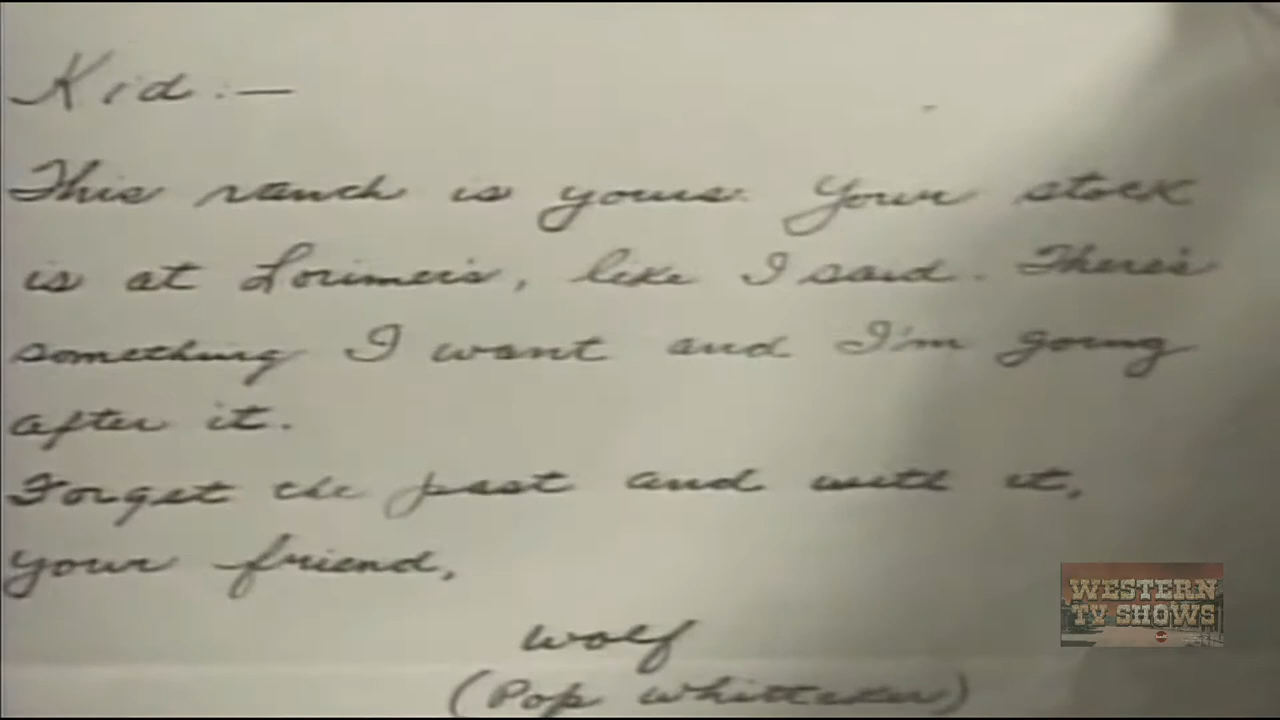 Kid:—
This ranch is yours. Your stock
is at Lorimer's, like I said. There's
something I want and I'm going
after it.
Forget the past and with it,
your friend,
Wolf
(Pop Whittaker)
WESTERN
TV SHOWS